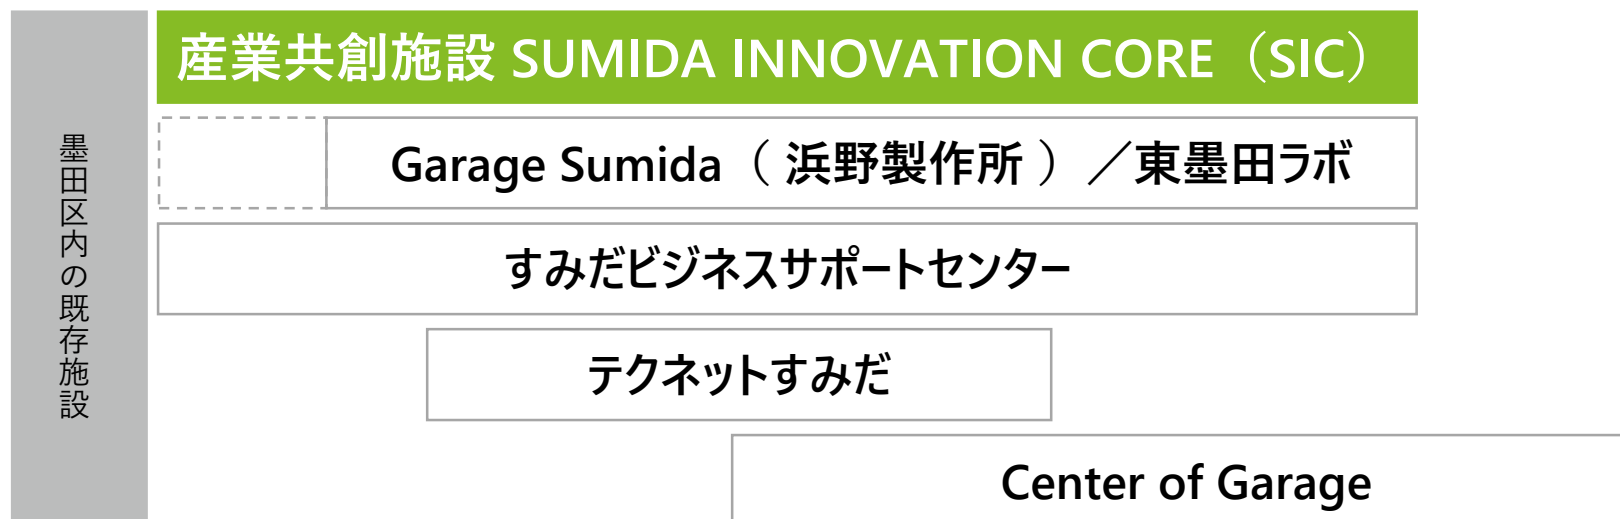 産業共創施設 SUMIDA INNOVATION CORE（SIC）
墨田区内の既存施設
Garage Sumida（ 浜野製作所 ）／東墨田ラボ
すみだビジネスサポートセンター
テクネットすみだ
Center of Garage